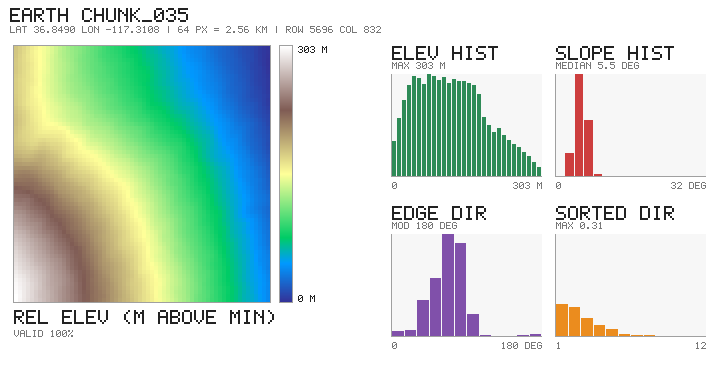 EARTH CHUNK_035
LAT 36.8490 LON -117.3108 | 64 PX = 2.56 KM | ROW 5696 COL 832
303 M
0 M
REL ELEV (M ABOVE MIN)
VALID 100%
ELEV HIST
MAX 303 M
0 303 M
SLOPE HIST
MEDIAN 5.5 DEG
0 32 DEG
EDGE DIR
MOD 180 DEG
0 180 DEG
SORTED DIR
MAX 0.31
1 12